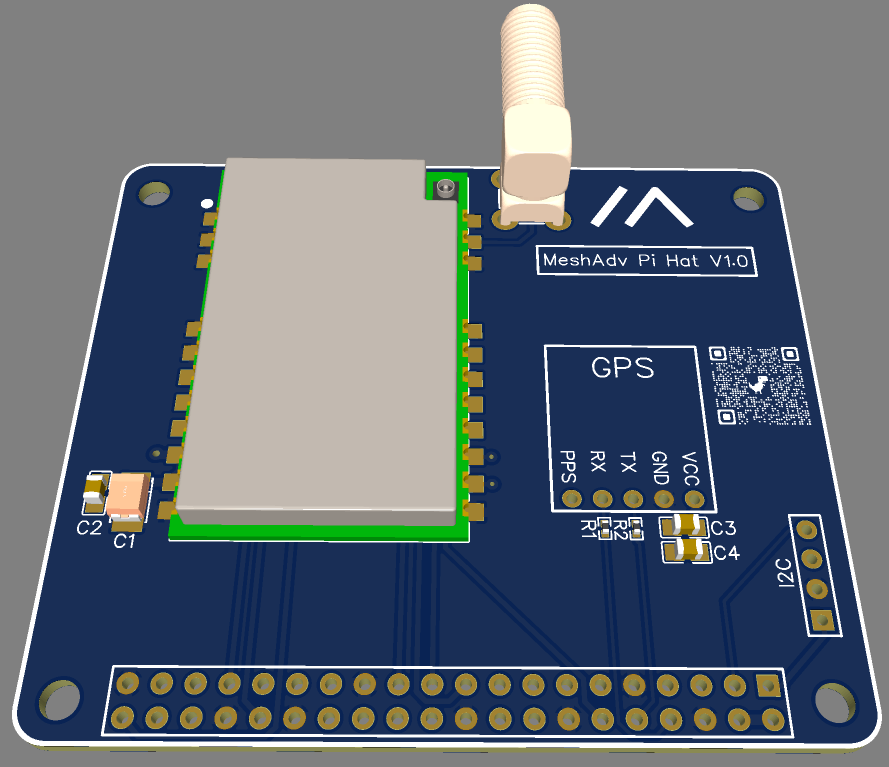 MeshAdv Pi Hat V1.0
GPS
PPS
RX
TX
GND
VCC
C2
C1
R1
R2
C3
C4
I2C